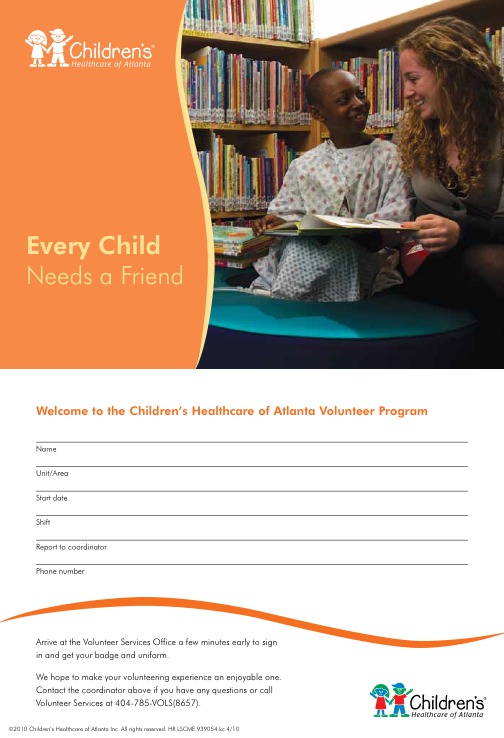 Children's®
Healthcare of Atlanta
Every Child
Needs a Friend
Welcome to the Children's Healthcare of Atlanta Volunteer Program
Name
Unit/Area
Start date
Shift
Report to coordinator
Phone number
Arrive at the Volunteer Services Office a few minutes early to sign
in and get your badge and uniform.
We hope to make your volunteering experience an enjoyable one.
Contact the coordinator above if you have any questions or call
Volunteer Services at 404-785-VOLS(8657).
Children's®
Healthcare of Atlanta
©2010 Children's Healthcare of Atlanta Inc. All rights reserved. HR LSCME 939054.kc.4/10